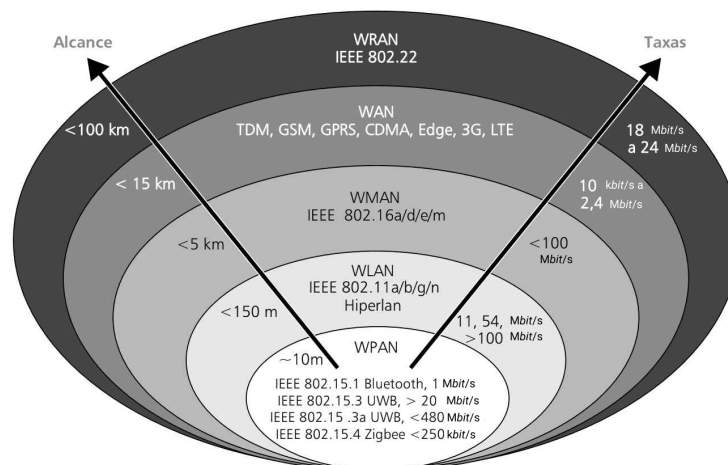 Alcance
Taxas
WRAN
IEEE 802.22
<100 km
18 Mbit/s
a 24 Mbit/s
WAN
TDM, GSM, GPRS, CDMA, Edge, 3G, LTE
< 15 km
10 kbit/s a
2,4 Mbit/s
WMAN
IEEE 802.16a/d/e/m
<5 km
<100
Mbit/s
WLAN
IEEE 802.11a/b/g/n
Hiperlan
<150 m
11, 54, Mbit/s
>100 Mbit/s
WPAN
~10m
IEEE 802.15.1 Bluetooth, 1 Mbit/s
IEEE 802.15.3 UWB, > 20 Mbit/s
IEEE 802.15 .3a UWB, <480 Mbit/s
IEEE 802.15.4 Zigbee <250 kbit/s